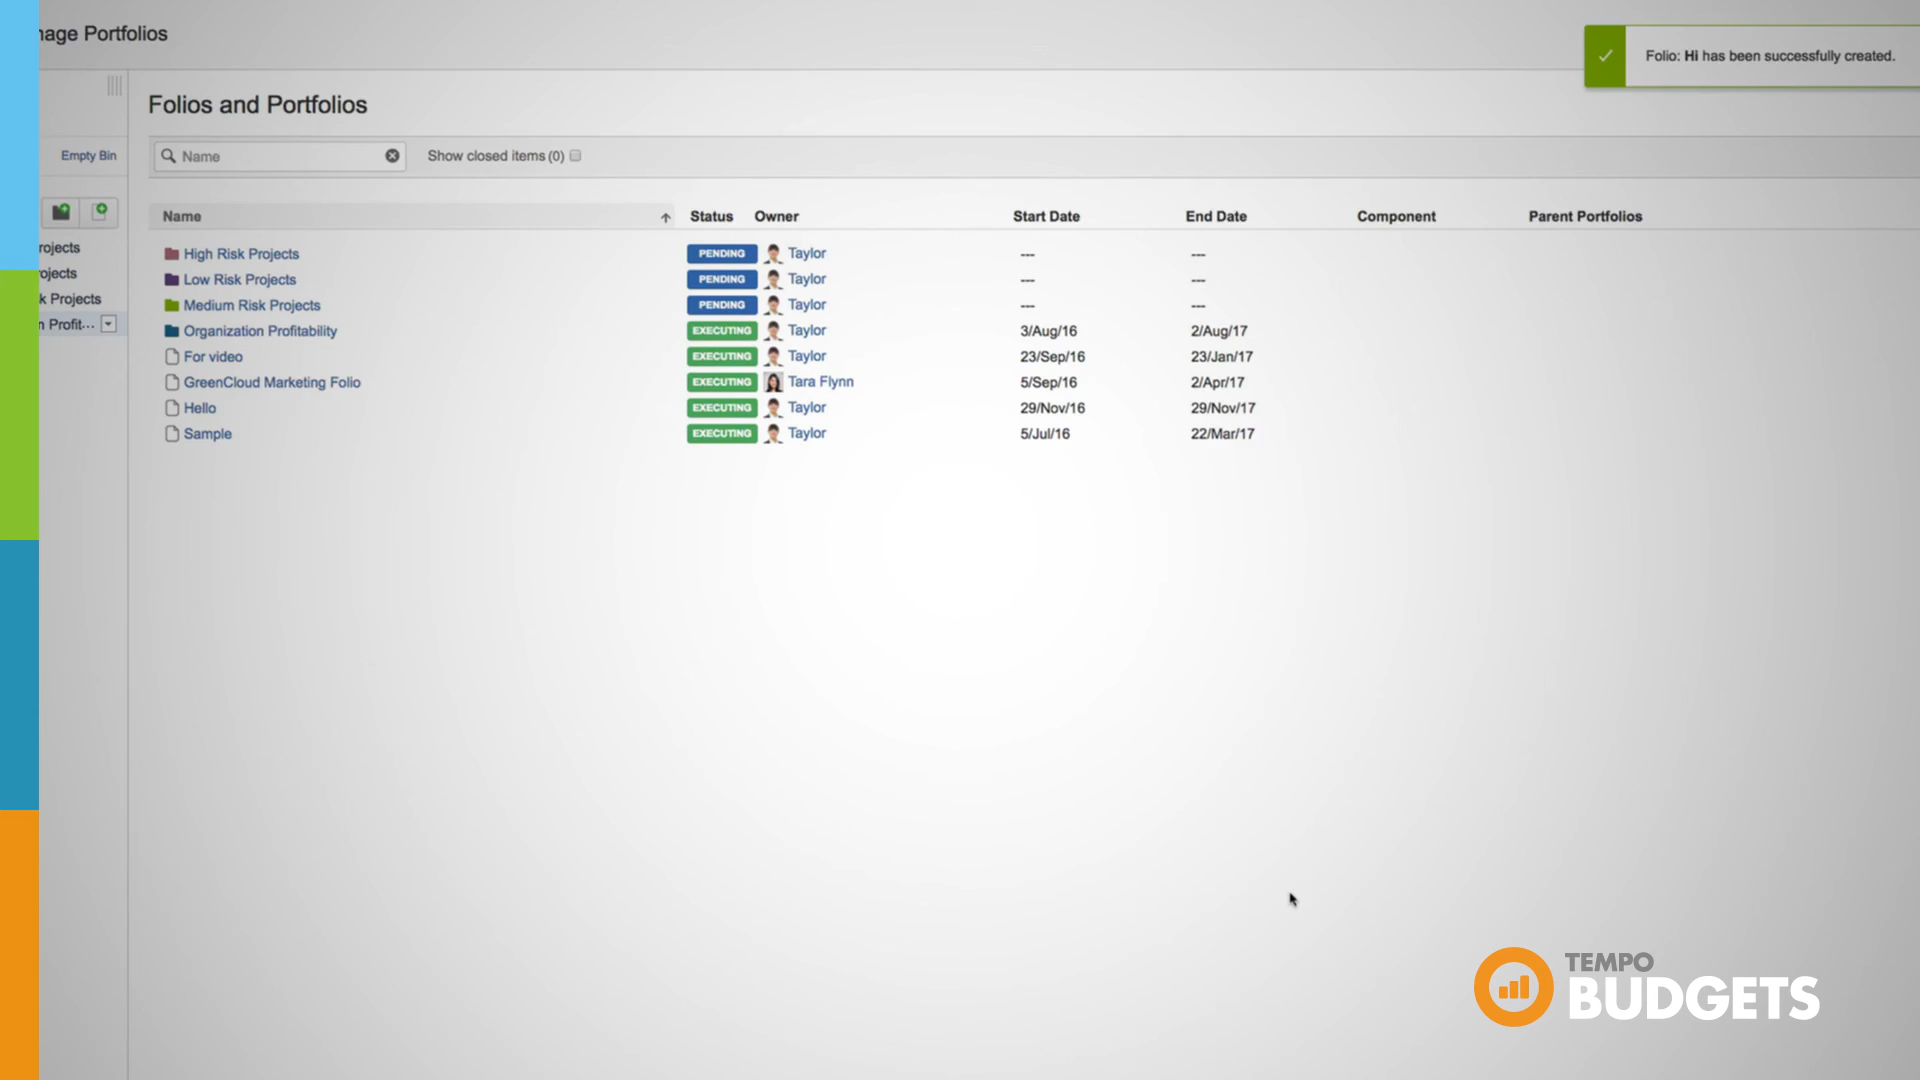 nage Portfolios
Folio: Hi has been successfully created.
Folios and Portfolios
Empty Bin
Name
Show closed items (0)
Name Status Owner Start Date End Date Component Parent Portfolios
rojects
ojects
k Projects
n Profit...
High Risk Projects PENDING Taylor --- ---
Low Risk Projects PENDING Taylor --- ---
Medium Risk Projects PENDING Taylor --- ---
Organization Profitability EXECUTING Taylor 3/Aug/16 2/Aug/17
For video EXECUTING Taylor 23/Sep/16 23/Jan/17
GreenCloud Marketing Folio EXECUTING Tara Flynn 5/Sep/16 2/Apr/17
Hello EXECUTING Taylor 29/Nov/16 29/Nov/17
Sample EXECUTING Taylor 5/Jul/16 22/Mar/17
TEMPO
BUDGETS